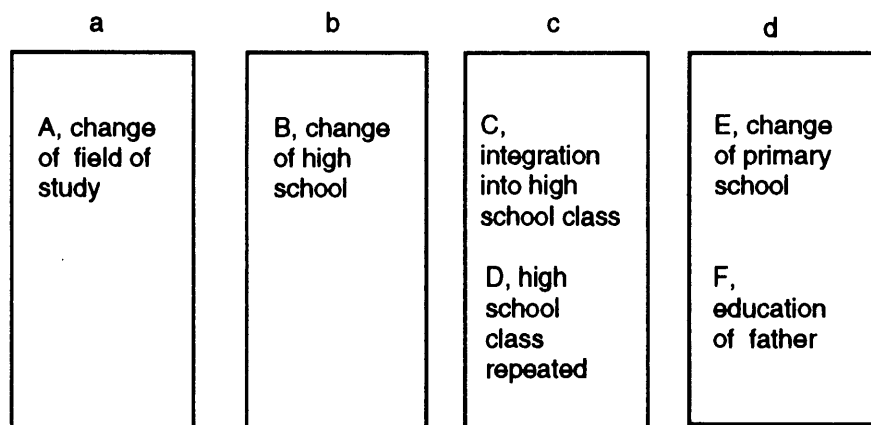 a
b
c
d
A, change
of field of
study
B, change
of high
school
C,
integration
into high
school class
D, high
school
class
repeated
E, change
of primary
school
F,
education
of father